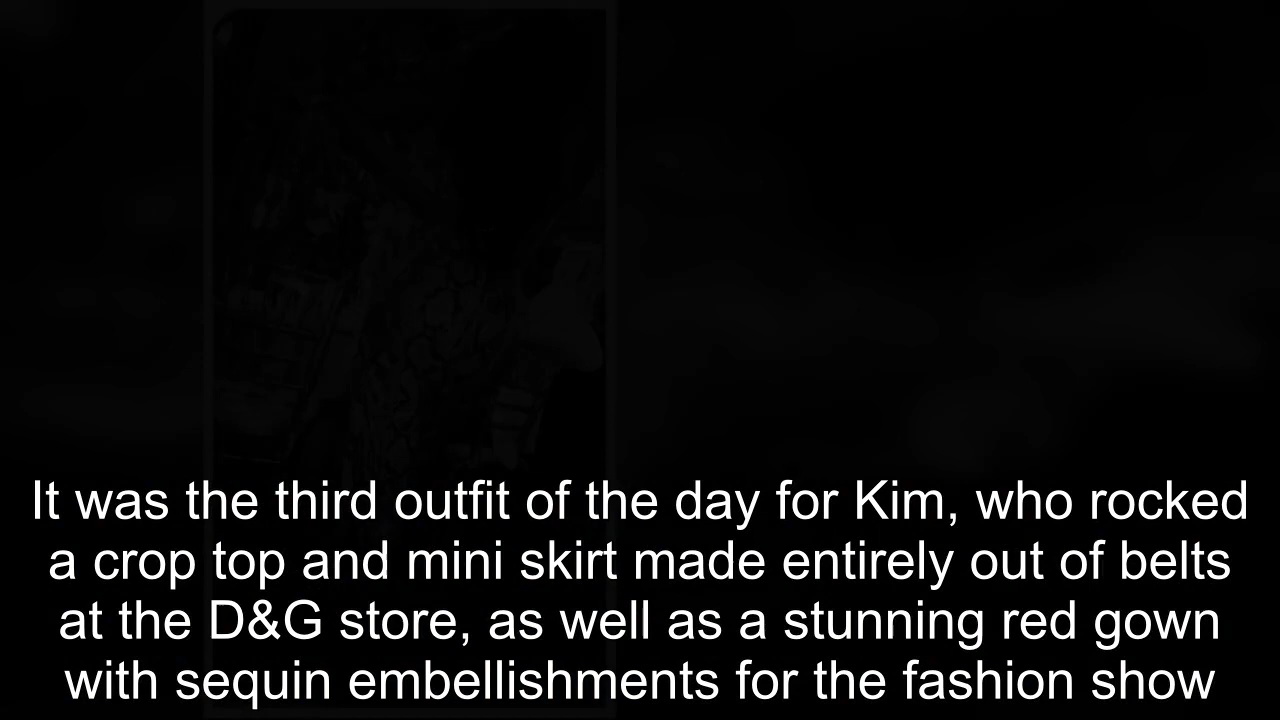 It was the third outfit of the day for Kim, who rocked
a crop top and mini skirt made entirely out of belts
at the D&G store, as well as a stunning red gown
with sequin embellishments for the fashion show